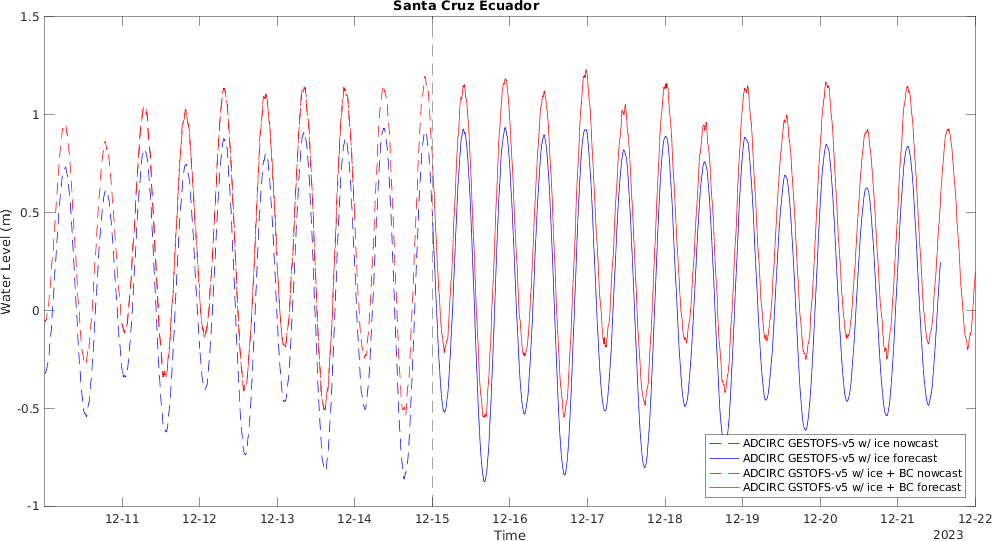 Santa Cruz Ecuador
1.5
1
0.5
0
-0.5
-1
Water Level (m)
ADCIRC GESTOFS-v5 w/ ice nowcast
ADCIRC GESTOFS-v5 w/ ice forecast
ADCIRC GSTOFS-v5 w/ ice + BC nowcast
ADCIRC GSTOFS-v5 w/ ice + BC forecast
12-11 12-12 12-13 12-14 12-15 12-16 12-17 12-18 12-19 12-20 12-21 12-22
Time
2023